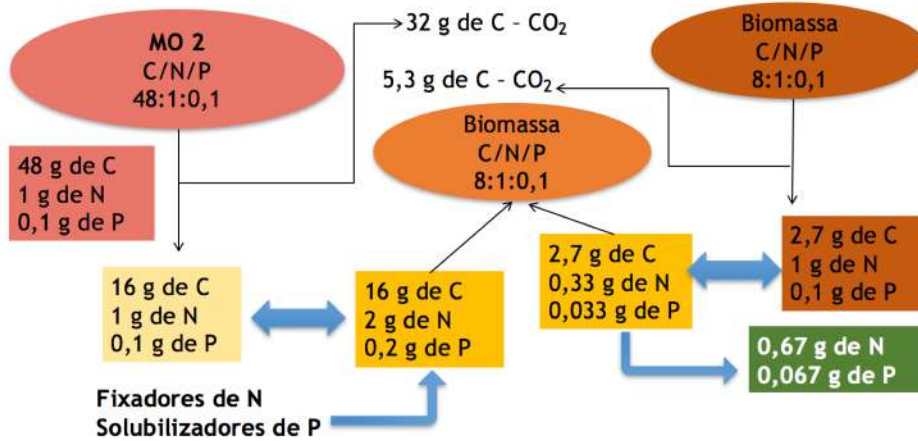 MO 2
C/N/P
48:1:0,1
32 g de C – CO₂
5,3 g de C – CO₂
Biomassa
C/N/P
8:1:0,1
Biomassa
C/N/P
8:1:0,1
48 g de C
1 g de N
0,1 g de P
16 g de C
1 g de N
0,1 g de P
16 g de C
2 g de N
0,2 g de P
2,7 g de C
0,33 g de N
0,033 g de P
2,7 g de C
1 g de N
0,1 g de P
0,67 g de N
0,067 g de P
Fixadores de N
Solubilizadores de P